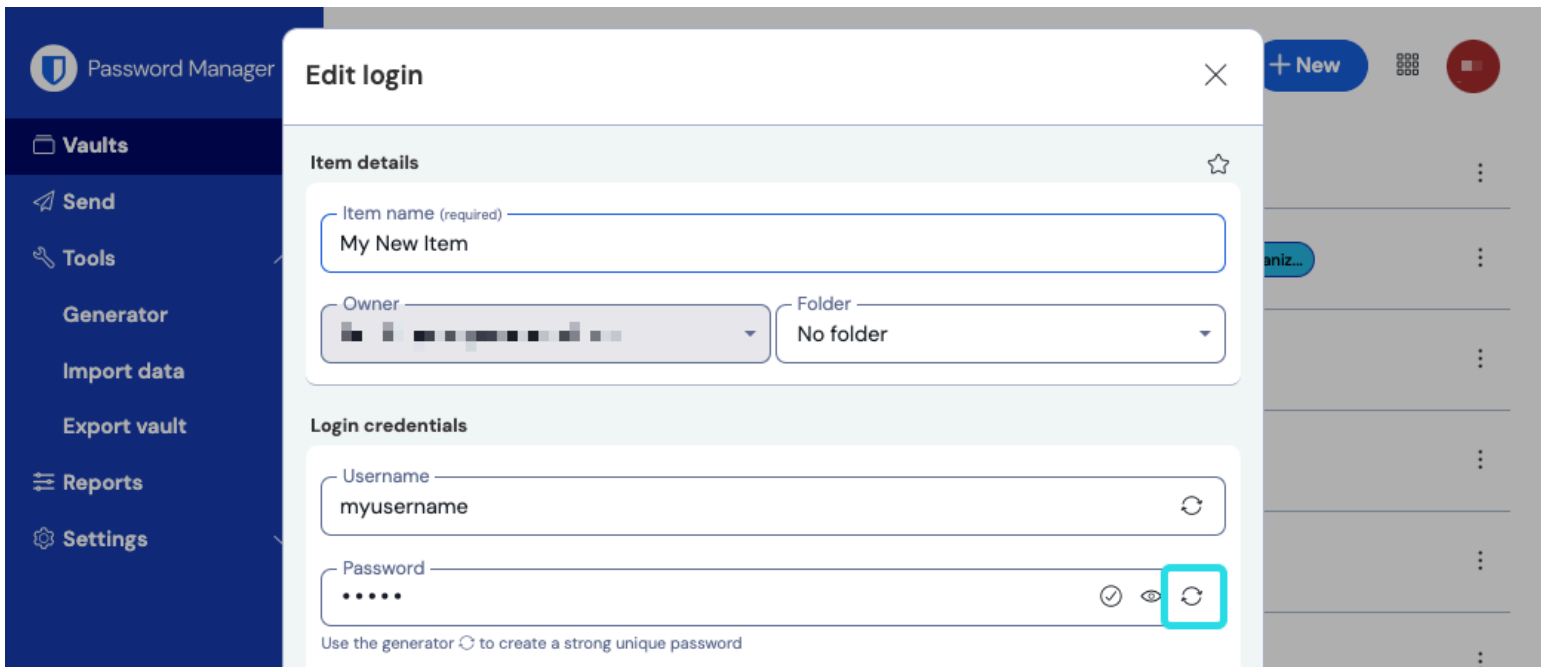 Password Manager
Vaults
Send
Tools
Generator
Import data
Export vault
Reports
Settings
Edit login
Item details
Item name (required)
My New Item
Owner
Folder
No folder
Login credentials
Username
myusername
Password
•••••
Use the generator to create a strong unique password
+ New
aniz...